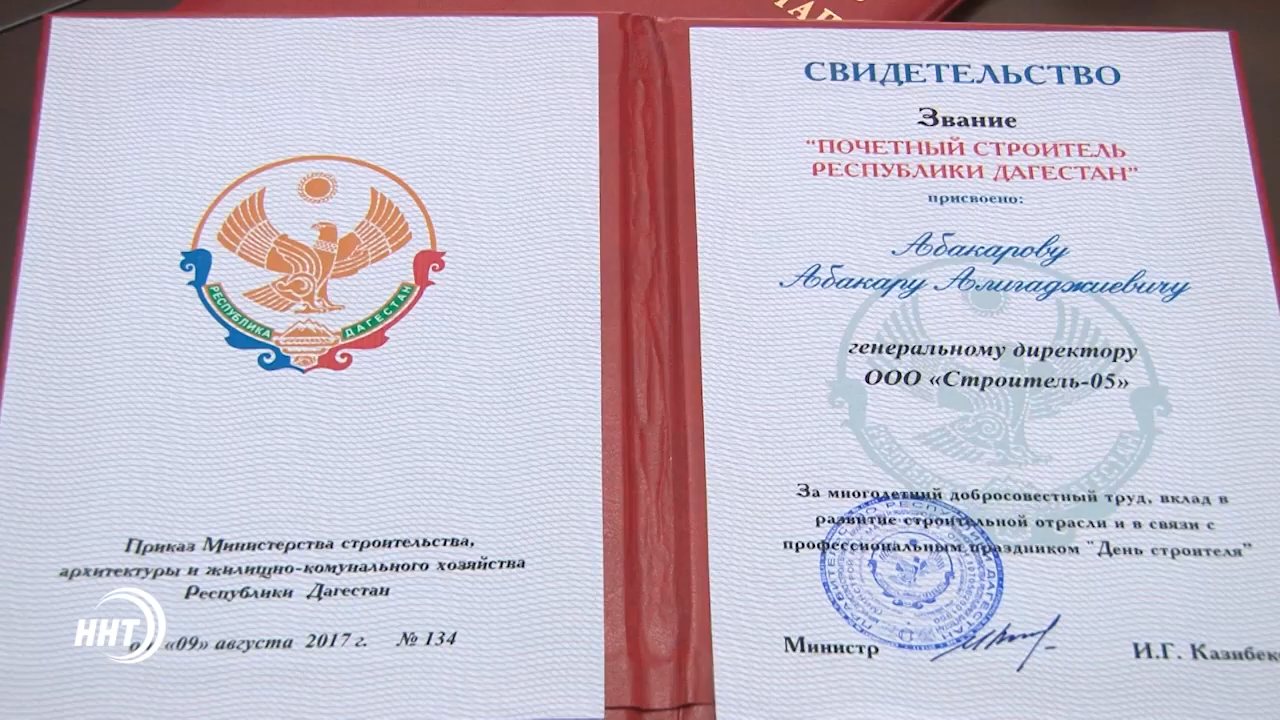 РЕСПУБЛИКА ДАГЕСТАН
Приказ Министерства строительства,
архитектуры и жилищно-комунального хозяйства
Республики Дагестан
«09» августа 2017 г. № 134
ННТ
СВИДЕТЕЛЬСТВО
Звание
"ПОЧЕТНЫЙ СТРОИТЕЛЬ
РЕСПУБЛИКИ ДАГЕСТАН"
присвоено:
Абакарову
Абакару Алигаджиевичу
генеральному директору
ООО «Строитель-05»
За многолетний добросовестный труд, вклад в
развитие строительной отрасли и в связи с
профессиональным праздником "День строителя"
Министр И.Г. Казибек